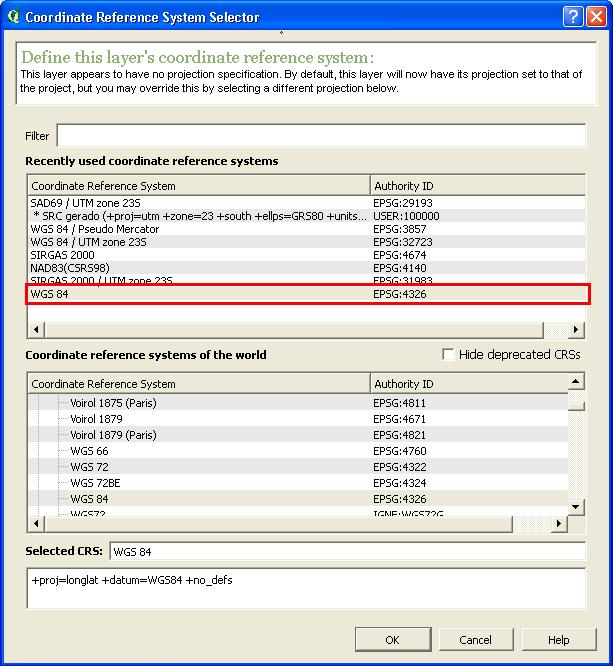 Coordinate Reference System Selector
Define this layer's coordinate reference system:
This layer appears to have no projection specification. By default, this layer will now have its projection set to that of
the project, but you may override this by selecting a different projection below.
Filter
Recently used coordinate reference systems
Coordinate Reference System Authority ID
SAD69 / UTM zone 23S EPSG:29193
* SRC gerado (+proj=utm +zone=23 +south +ellps=GRS80 +units... USER:100000
WGS 84 / Pseudo Mercator EPSG:3857
WGS 84 / UTM zone 23S EPSG:32723
SIRGAS 2000 EPSG:4674
NAD83(CSRS98) EPSG:4140
SIRGAS 2000 / UTM zone 23S EPSG:31983
WGS 84 EPSG:4326
Coordinate reference systems of the world
Hide deprecated CRSs
Coordinate Reference System Authority ID
Voirol 1875 (Paris) EPSG:4811
Voirol 1879 EPSG:4671
Voirol 1879 (Paris) EPSG:4821
WGS 66 EPSG:4760
WGS 72 EPSG:4322
WGS 72BE EPSG:4324
WGS 84 EPSG:4326
WGS72 IGNF:WGS72G
Selected CRS: WGS 84
+proj=longlat +datum=WGS84 +no_defs
OK Cancel Help